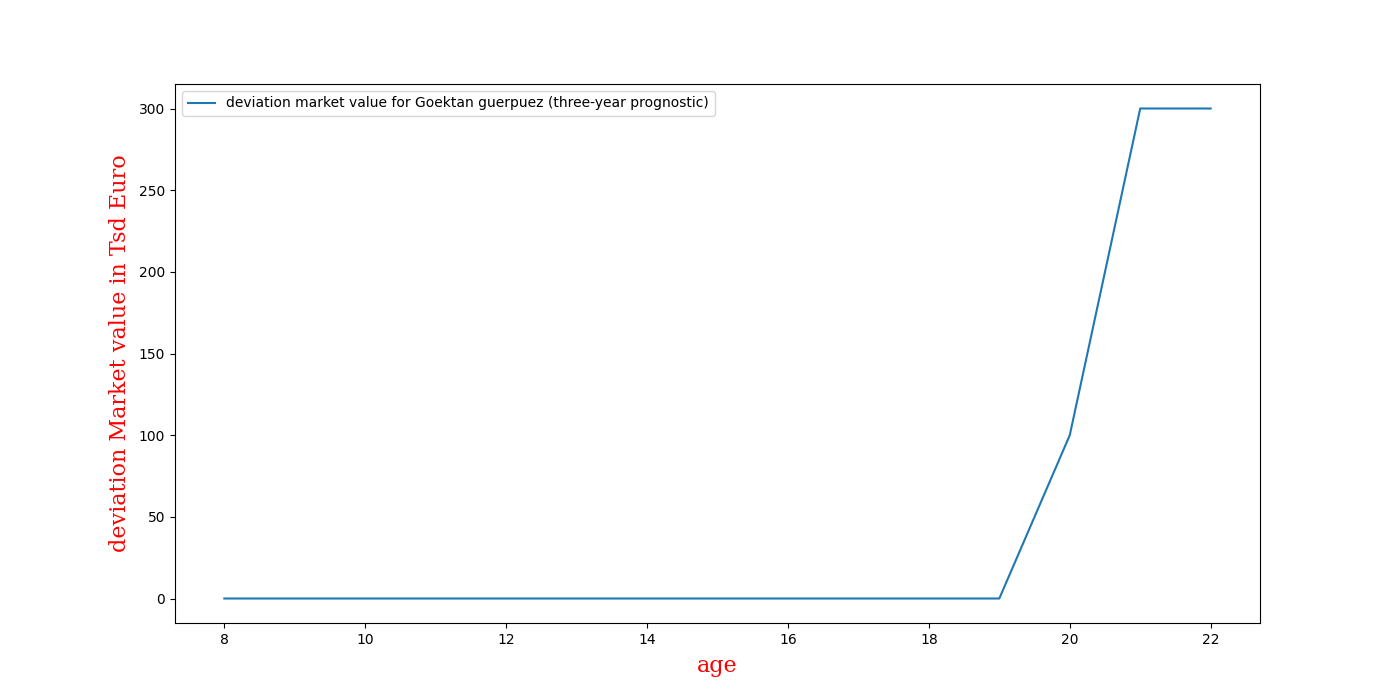 deviation market value for Goektan guerpuez (three-year prognostic)
deviation Market value in Tsd Euro
300
250
200
150
100
50
0
8 10 12 14 16 18 20 22
age